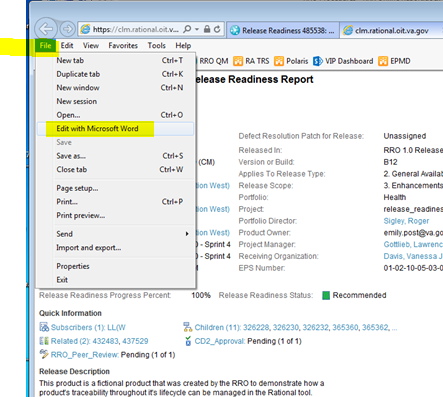 https://clm.rational.oit.va....
Release Readiness 485538: ...
clm.rational.oit.va.gov
File Edit View Favorites Tools Help
New tab Ctrl+T
Duplicate tab Ctrl+K
New window Ctrl+N
New session
Open... Ctrl+O
Edit with Microsoft Word
Save
Save as... Ctrl+S
Close tab Ctrl+W
Page setup...
Print... Ctrl+P
Print preview...
Send
Import and export...
Properties
Exit
RRO QM RA TRS Polaris VIP Dashboard EPMD
elease Readiness Report
Defect Resolution Patch for Release: Unassigned
Released In: RRO 1.0 Release
(CM) Version or Build: B12
Applies To Release Type: 2. General Availa
ion West) Release Scope: 3. Enhancements
Portfolio: Health
ion West) Project: release_readines
Portfolio Director: Sigley, Roger
ion West) Product Owner: emily.post@va.go
0 - Sprint 4 Project Manager: Gottlieb, Lawrenc
0 - Sprint 4 Receiving Organization: Davis, Vanessa J
M EPS Number: 01-02-10-05-03-0
Release Readiness Progress Percent: 100% Release Readiness Status: Recommended
Quick Information
Subscribers (1): LL(W
Children (11): 326228, 326230, 326232, 365360, 365362, ...
Related (2): 432483, 437529
CD2_Approval: Pending (1 of 1)
RRO_Peer_Review: Pending (1 of 1)
Release Description
This product is a fictional product that was created by the RRO to demonstrate how a
product's traceability throughout it's lifecycle can be managed in the Rational tool.